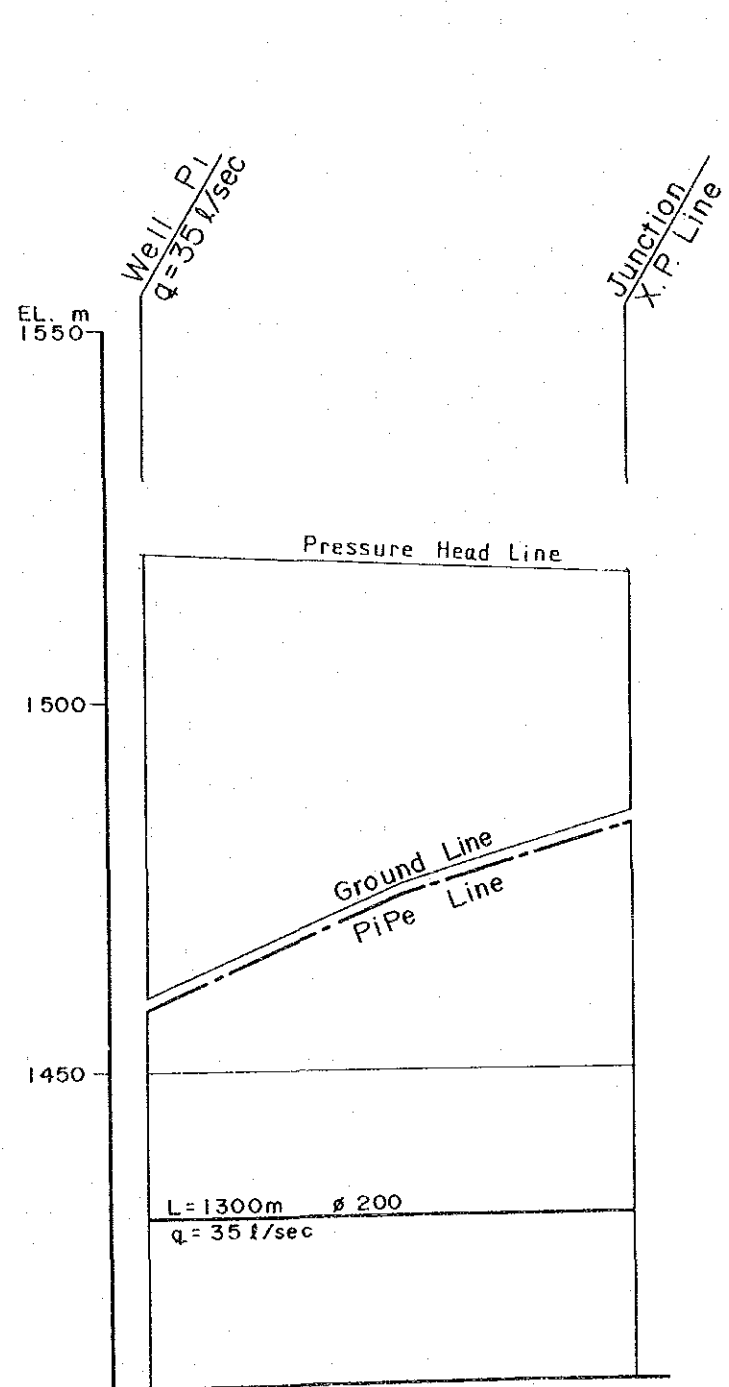 Well P1
q=35 ℓ/sec
Junction
X. P. Line
EL. m
1550
Pressure Head Line
1500
Ground Line
PiPe Line
1450
L=1300m ø 200
q=35 ℓ/sec